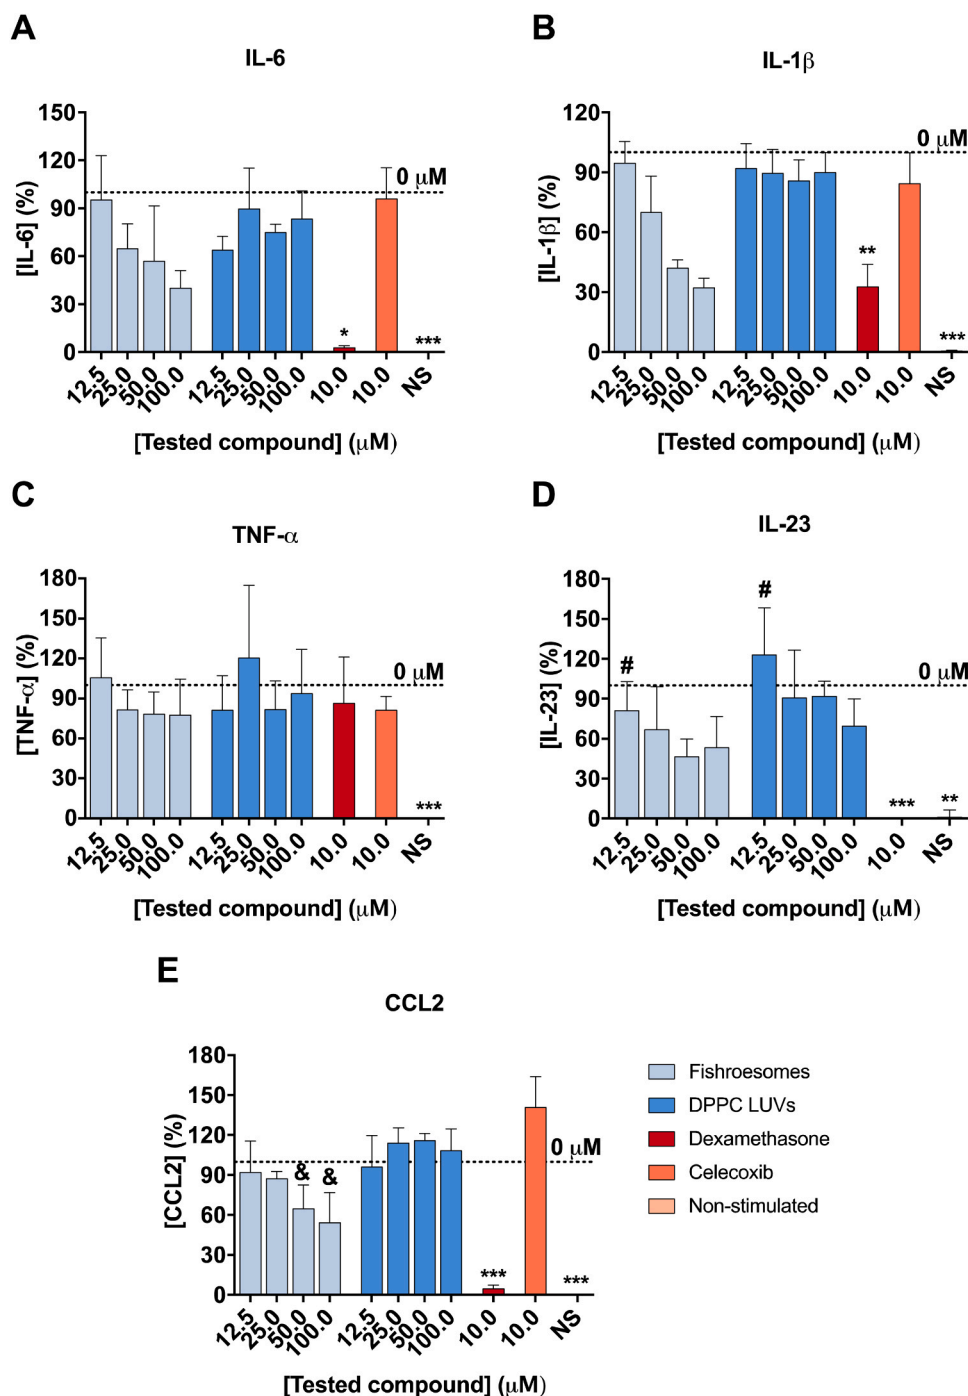 A
IL-6
[IL-6] (%)
150
120
90
60
30
0
0 μM
*
***
12.5 25.0 50.0 100.0 12.5 25.0 50.0 100.0 10.0 10.0 NS
[Tested compound] (μM)
B
IL-1β
[IL-1β] (%)
120
90
60
30
0
0 μM
**
***
12.5 25.0 50.0 100.0 12.5 25.0 50.0 100.0 10.0 10.0 NS
[Tested compound] (μM)
C
TNF-α
[TNF-α] (%)
180
150
120
90
60
30
0
0 μM
***
12.5 25.0 50.0 100.0 12.5 25.0 50.0 100.0 10.0 10.0 NS
[Tested compound] (μM)
D
IL-23
[IL-23] (%)
180
150
120
90
60
30
0
#
#
0 μM
***
**
12.5 25.0 50.0 100.0 12.5 25.0 50.0 100.0 10.0 NS
[Tested compound] (μM)
E
CCL2
[CCL2] (%)
180
150
120
90
60
30
0
0 μM
& &
***
***
12.5 25.0 50.0 100.0 12.5 25.0 50.0 100.0 10.0 10.0 NS
[Tested compound] (μM)
Fishroesomes
DPPC LUVs
Dexamethasone
Celecoxib
Non-stimulated